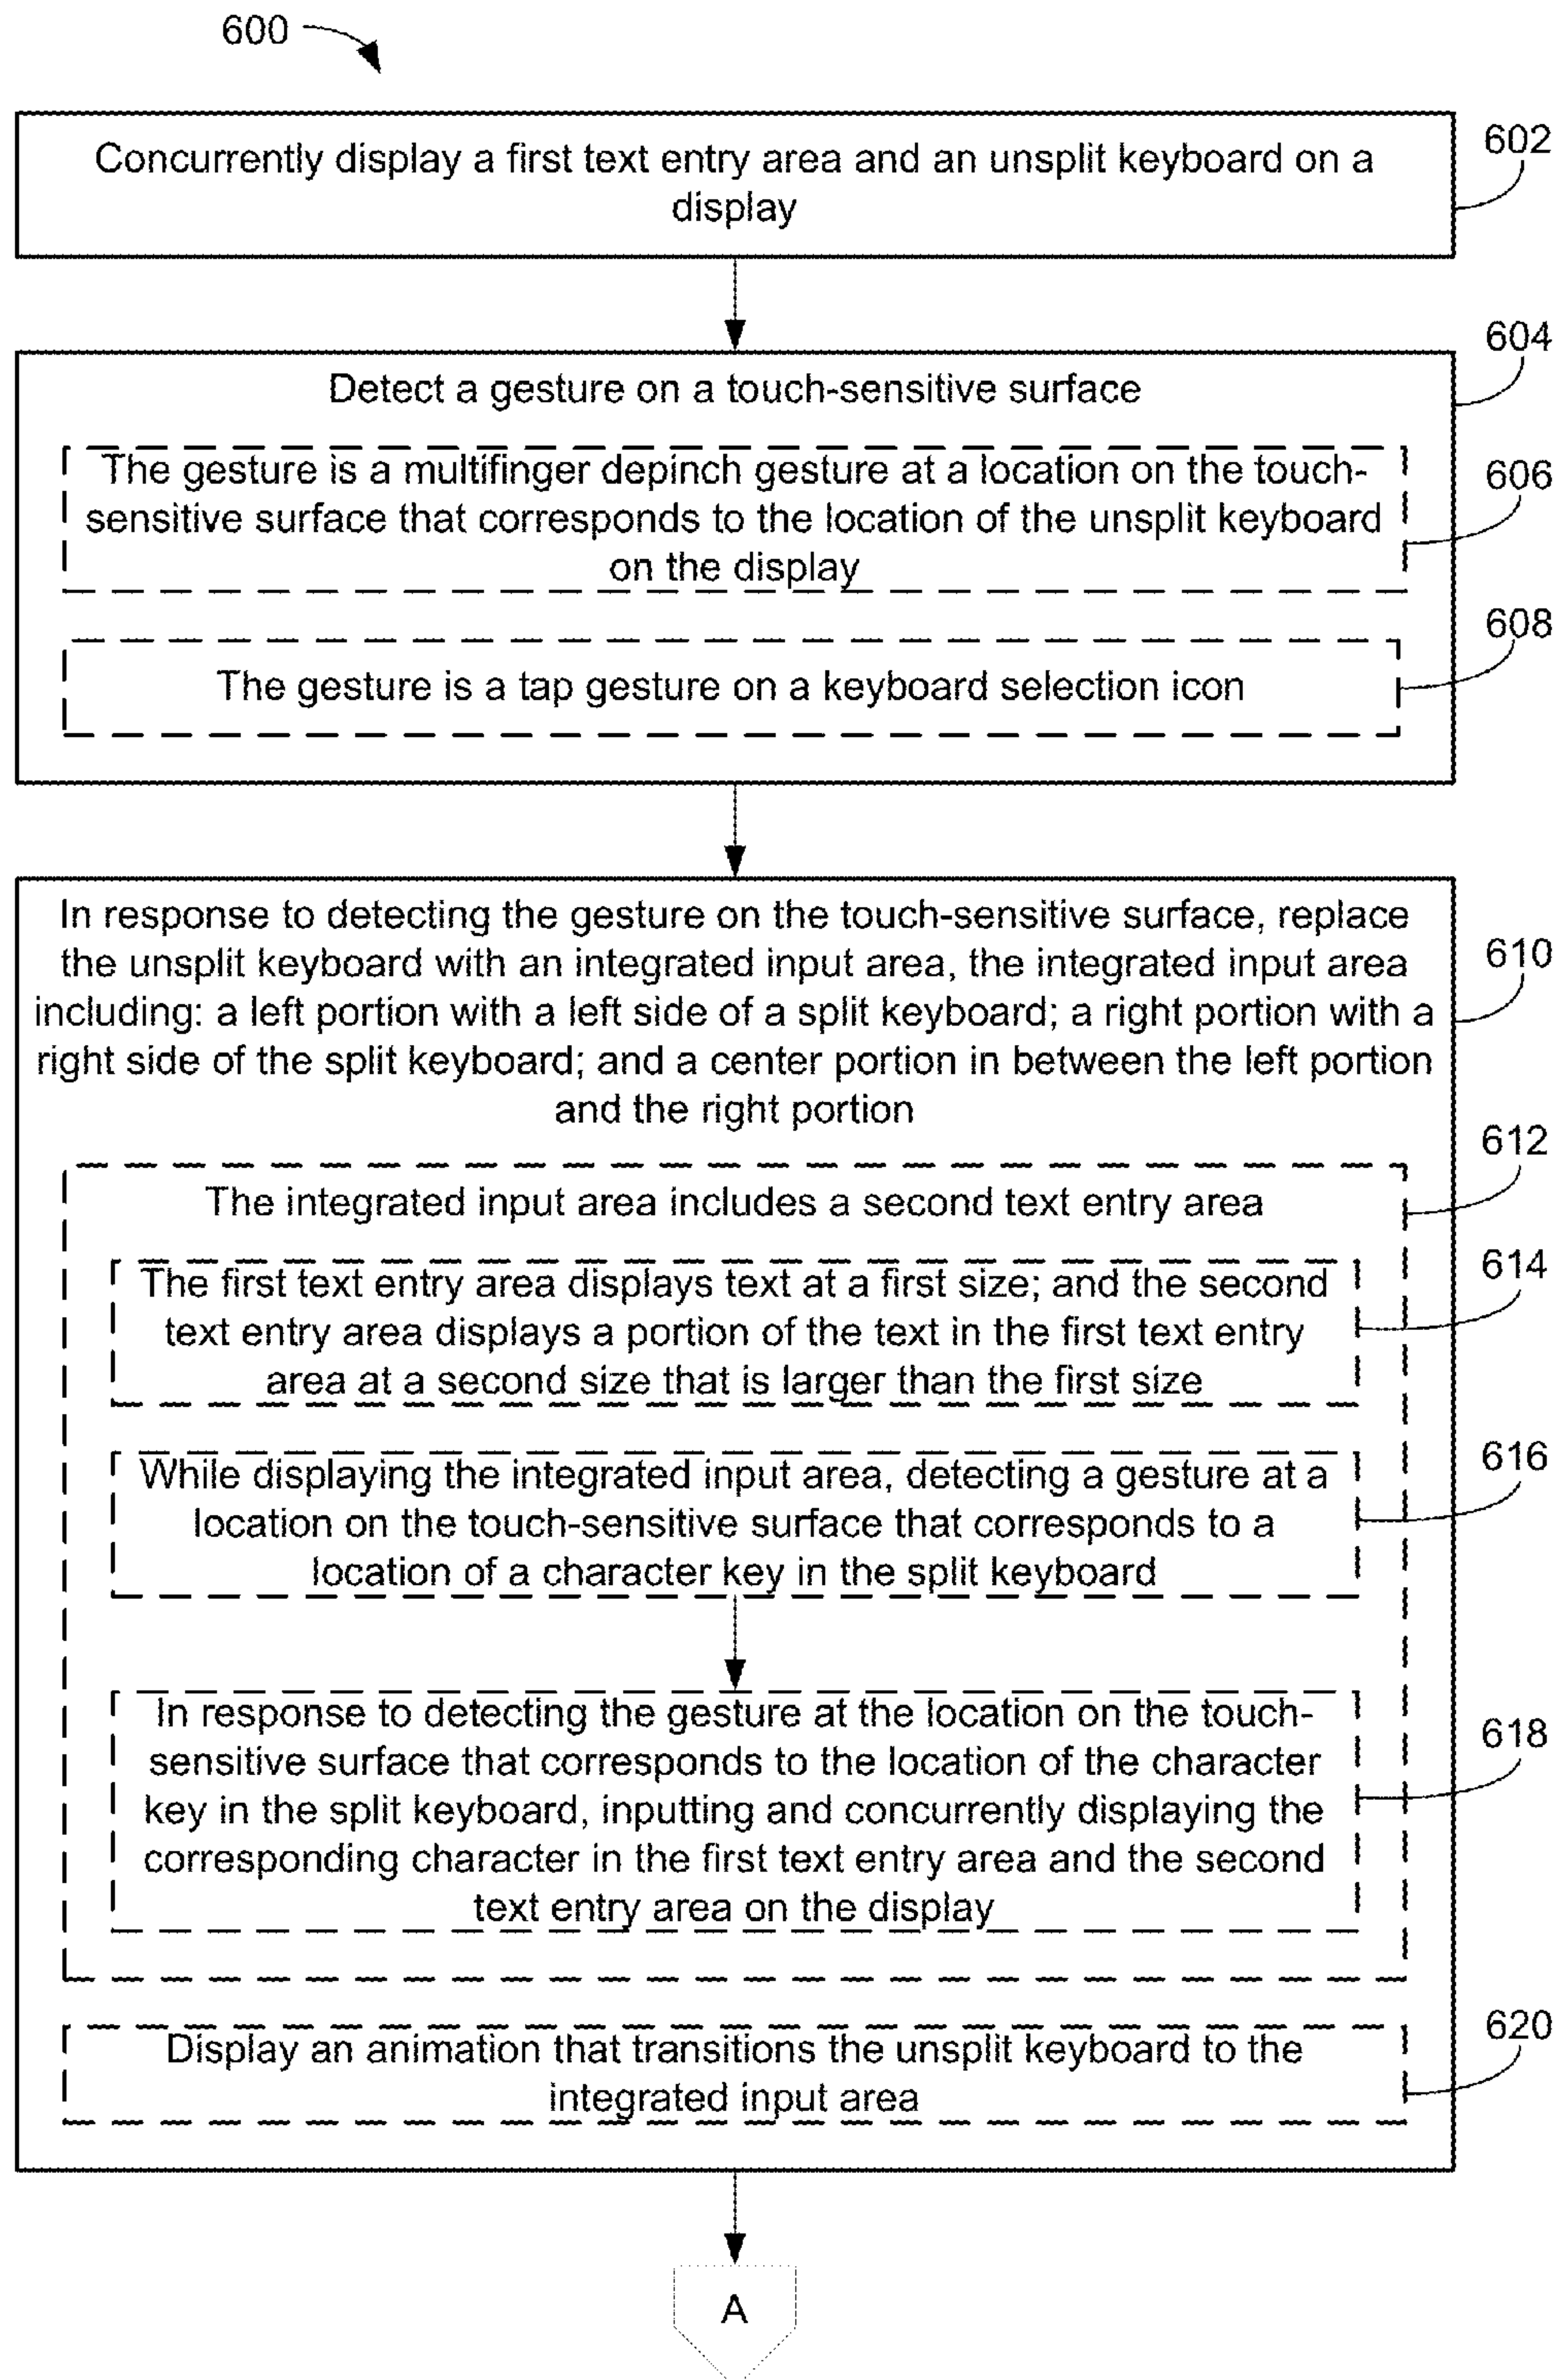 600
Concurrently display a first text entry area and an unsplit keyboard on a
display
602
Detect a gesture on a touch-sensitive surface
604
The gesture is a multifinger depinch gesture at a location on the touch-
sensitive surface that corresponds to the location of the unsplit keyboard
on the display
606
The gesture is a tap gesture on a keyboard selection icon
608
In response to detecting the gesture on the touch-sensitive surface, replace
the unsplit keyboard with an integrated input area, the integrated input area
including: a left portion with a left side of a split keyboard; a right portion with a
right side of the split keyboard; and a center portion in between the left portion
and the right portion
610
The integrated input area includes a second text entry area
612
The first text entry area displays text at a first size; and the second
text entry area displays a portion of the text in the first text entry
area at a second size that is larger than the first size
614
While displaying the integrated input area, detecting a gesture at a
location on the touch-sensitive surface that corresponds to a
location of a character key in the split keyboard
616
In response to detecting the gesture at the location on the touch-
sensitive surface that corresponds to the location of the character
key in the split keyboard, inputting and concurrently displaying the
corresponding character in the first text entry area and the second
text entry area on the display
618
Display an animation that transitions the unsplit keyboard to the
integrated input area
620
A